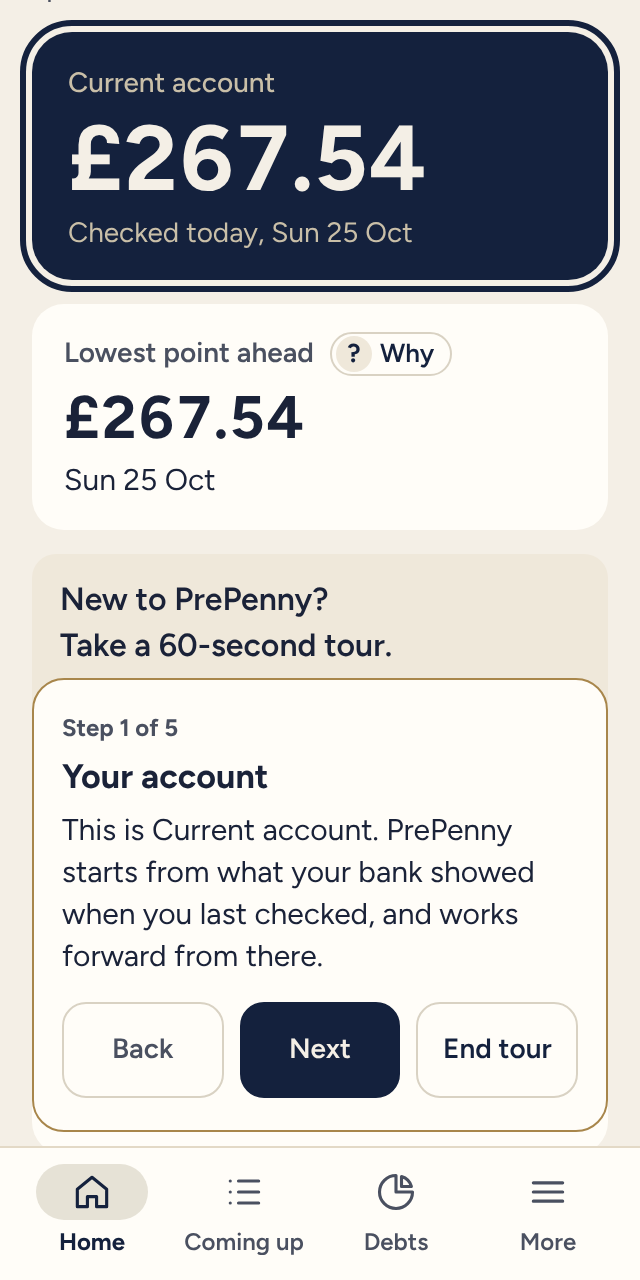 Current account
£267.54
Checked today, Sun 25 Oct
Lowest point ahead ? Why
£267.54
Sun 25 Oct
New to PrePenny?
Take a 60-second tour.
Step 1 of 5
Your account
This is Current account. PrePenny
starts from what your bank showed
when you last checked, and works
forward from there.
Back Next End tour
Home Coming up Debts More